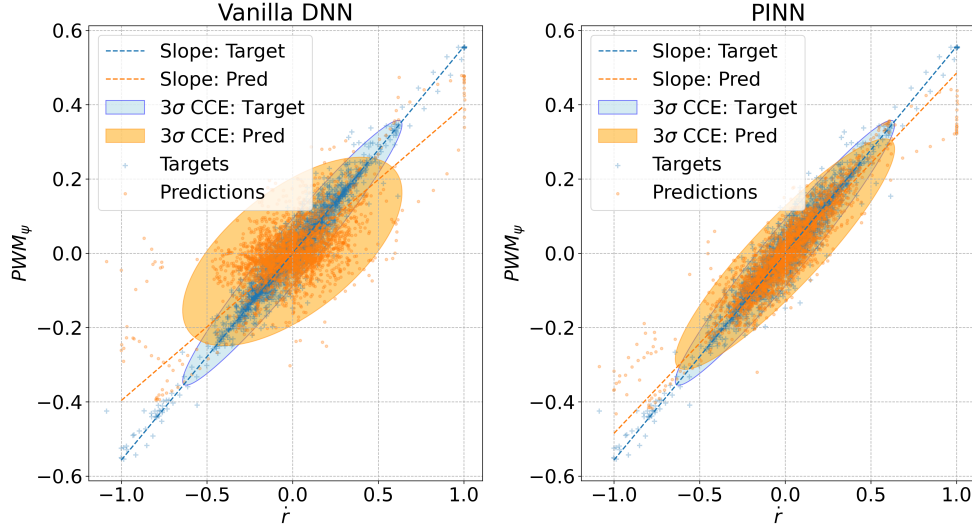 Vanilla DNN
0.6
0.4
0.2
0.0
−0.2
−0.4
−0.6
PWM_ψ
Slope: Target
Slope: Pred
3σ CCE: Target
3σ CCE: Pred
Targets
Predictions
−1.0 −0.5 0.0 0.5 1.0
ṙ
PINN
0.6
0.4
0.2
0.0
−0.2
−0.4
−0.6
PWM_ψ
Slope: Target
Slope: Pred
3σ CCE: Target
3σ CCE: Pred
Targets
Predictions
−1.0 −0.5 0.0 0.5 1.0
ṙ